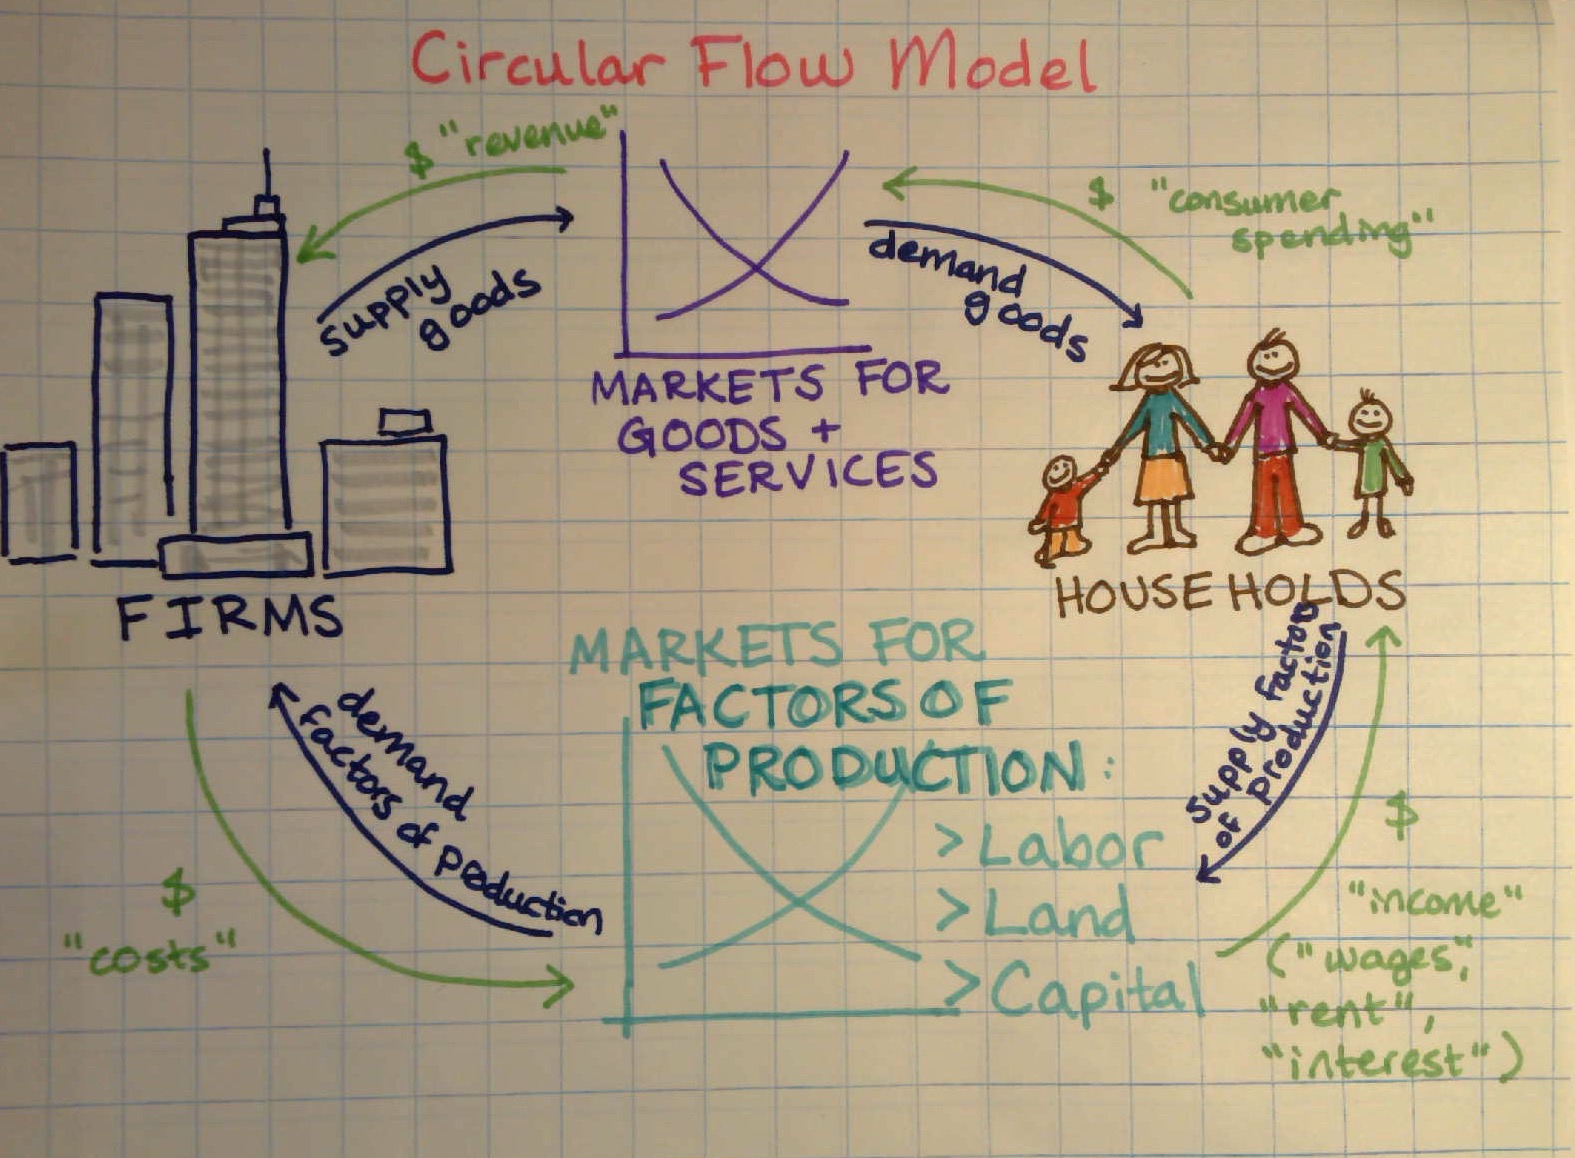 Circular Flow Model
$ "revenue"
supply
goods
$ "consumer
spending"
demand
goods
MARKETS FOR
GOODS +
SERVICES
FIRMS
HOUSEHOLDS
MARKETS FOR
FACTORS OF
PRODUCTION:
> Labor
> Land
> Capital
demand
factors of production
supply factors
of production
$
"costs"
$
"income"
("wages",
"rent",
"interest")